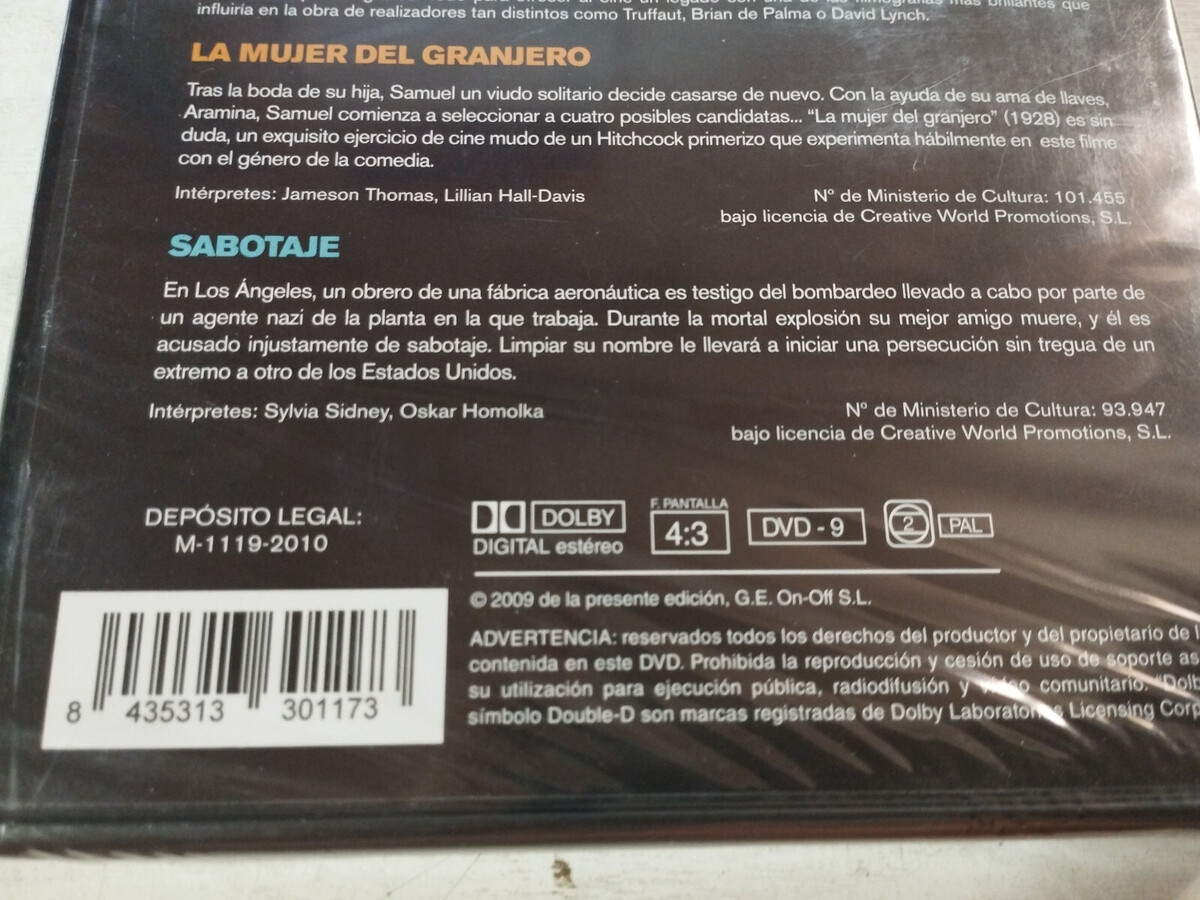 influiría en la obra de realizadores tan distintos como Truffaut, Brian de Palma o David Lynch.
LA MUJER DEL GRANJERO
Tras la boda de su hija, Samuel un viudo solitario decide casarse de nuevo. Con la ayuda de su ama de llaves,
Aramina, Samuel comienza a seleccionar a cuatro posibles candidatas... “La mujer del granjero” (1928) es sin
duda, un exquisito ejercicio de cine mudo de un Hitchcock primerizo que experimenta hábilmente en este filme
con el género de la comedia.
Intérpretes: Jameson Thomas, Lillian Hall-Davis
Nº de Ministerio de Cultura: 101.455
bajo licencia de Creative World Promotions, S.L.
SABOTAJE
En Los Ángeles, un obrero de una fábrica aeronáutica es testigo del bombardeo llevado a cabo por parte de
un agente nazi de la planta en la que trabaja. Durante la mortal explosión su mejor amigo muere, y él es
acusado injustamente de sabotaje. Limpiar su nombre le llevará a iniciar una persecución sin tregua de un
extremo a otro de los Estados Unidos.
Intérpretes: Sylvia Sidney, Oskar Homolka
Nº de Ministerio de Cultura: 93.947
bajo licencia de Creative World Promotions, S.L.
DEPÓSITO LEGAL:
M-1119-2010
DOLBY
DIGITAL estéreo
F. PANTALLA
4:3
DVD - 9
2
PAL
© 2009 de la presente edición, G.E. On-Off S.L.
ADVERTENCIA: reservados todos los derechos del productor y del propietario de
contenida en este DVD. Prohibida la reproducción y cesión de uso de soporte as
su utilización para ejecución pública, radiodifusión y comunitario. “Dolb
símbolo Double-D son marcas registradas de Dolby Laboratories Licensing Corp
8 435313 301173